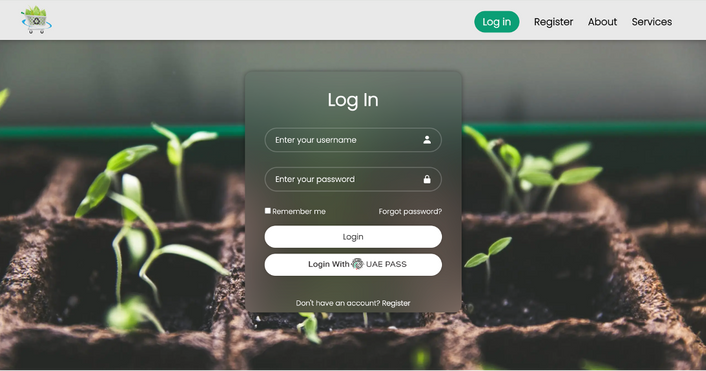 Log in Register About Services
Log In
Enter your username
Enter your password
Remember me Forgot password?
Login
Login With UAE PASS
Don't have an account? Register